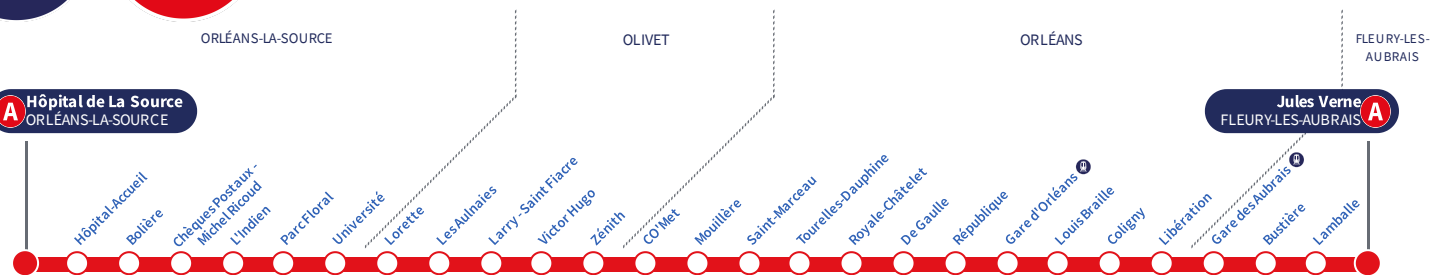 ORLÉANS-LA-SOURCE
OLIVET
ORLÉANS
FLEURY-LES-
AUBRAIS
A
Hôpital de La Source
ORLÉANS-LA-SOURCE
Jules Verne
FLEURY-LES-AUBRAIS
A
Hôpital-Accueil
Bolière
Chèques Postaux -
Michel Ricoud
L'Indien
Parc Floral
Université
Lorette
Les Aulnaies
Larry - Saint Fiacre
Victor Hugo
Zénith
CO'Met
Mouillère
Saint-Marceau
Tourelles-Dauphine
Royale-Châtelet
De Gaulle
République
Gare d'Orléans
Louis Braille
Coligny
Libération
Gare des Aubrais
Bustière
Lamballe